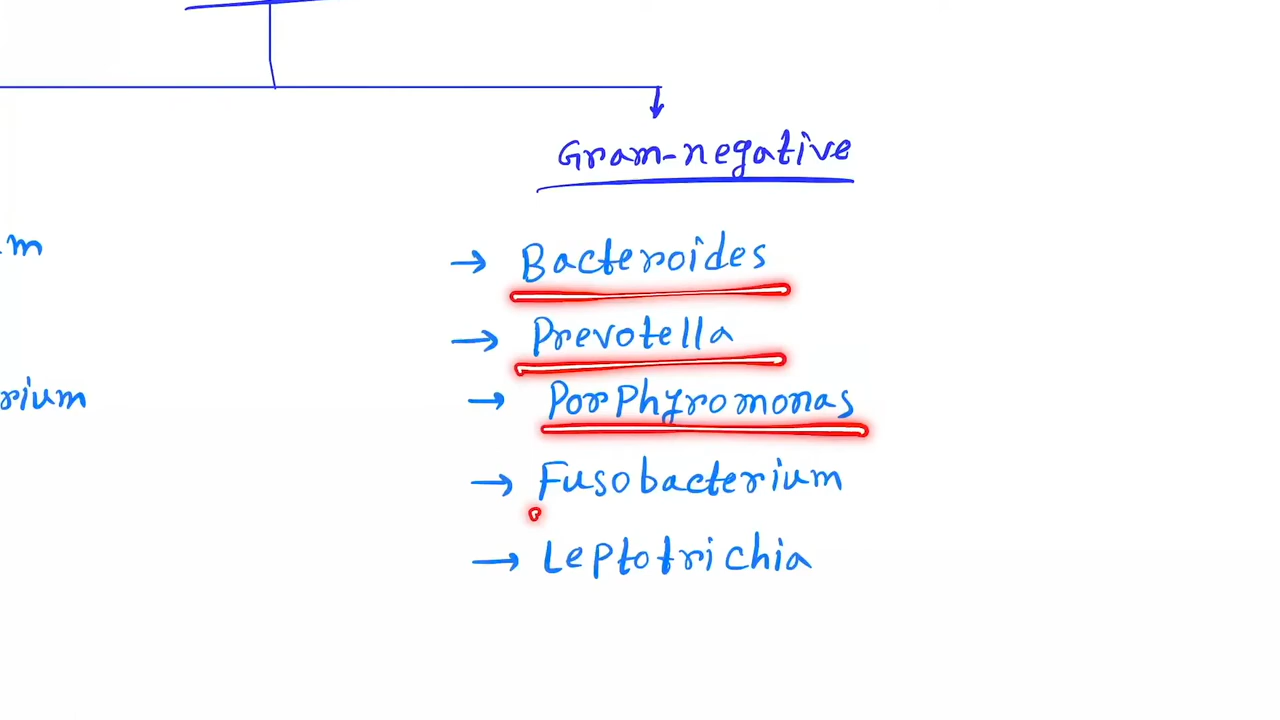 Gram-negative
→ Bacteroides
→ Prevotella
→ Porphyromonas
→ Fusobacterium
→ Leptotrichia